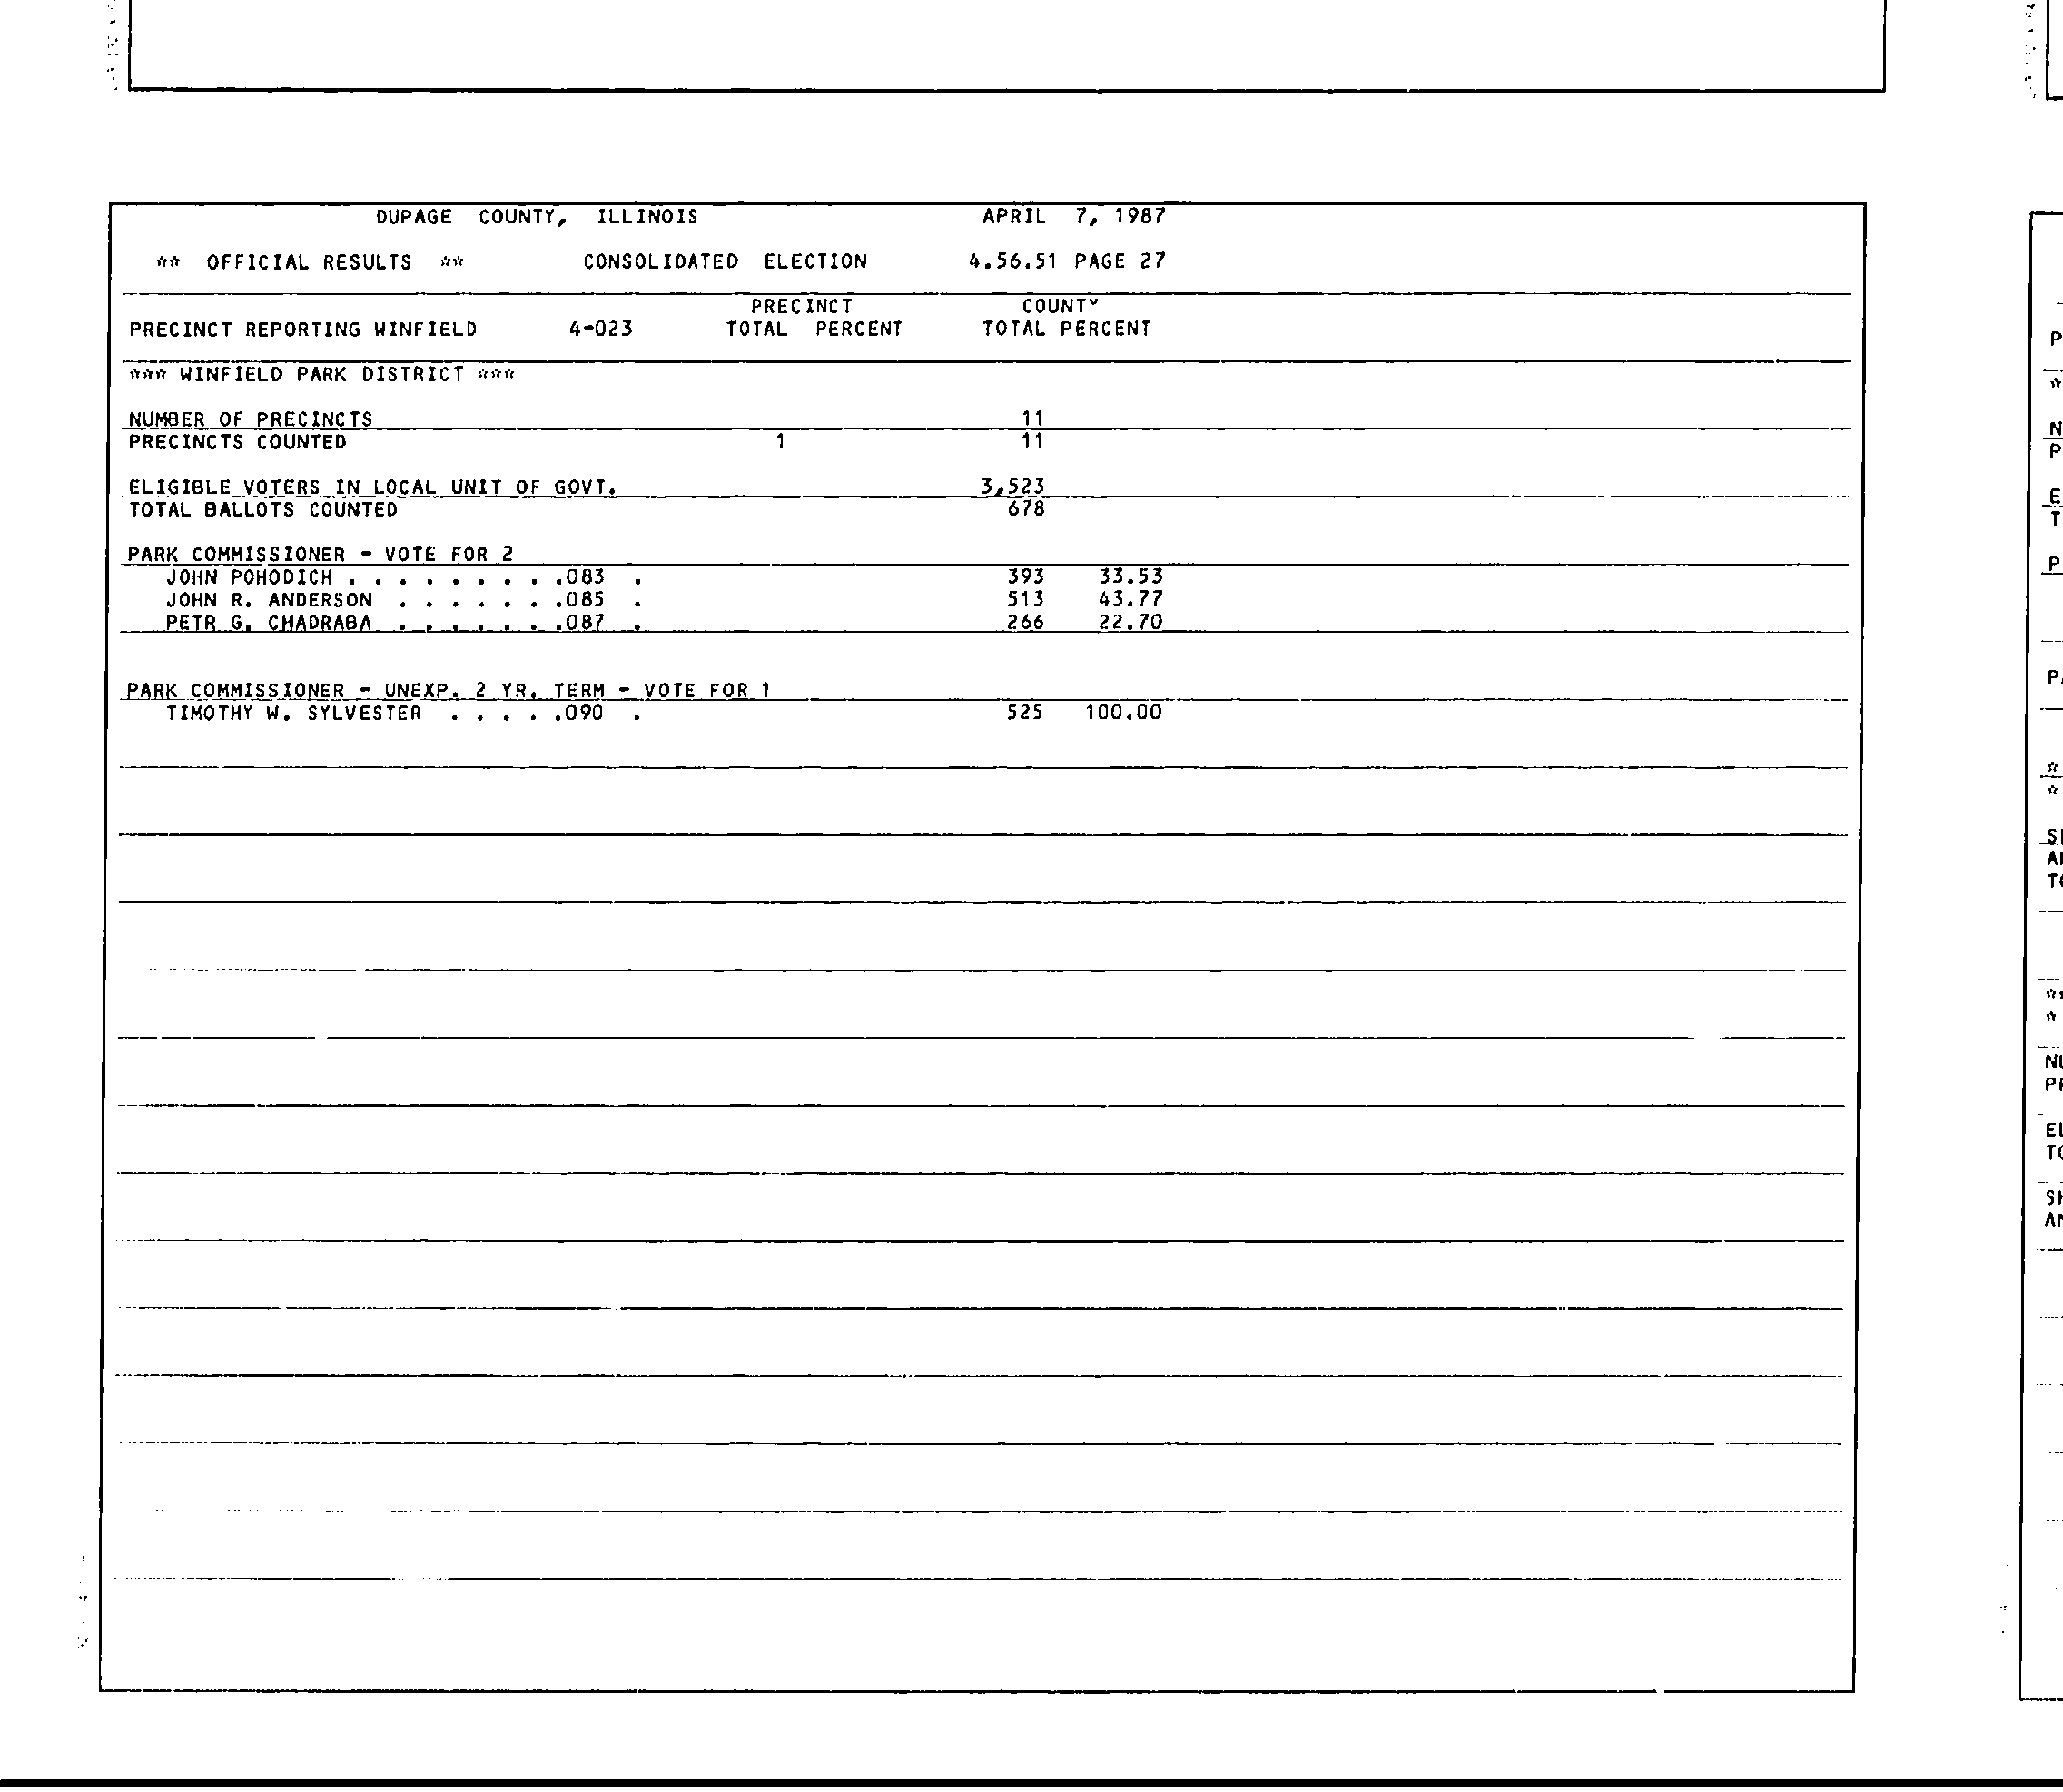 DUPAGE COUNTY, ILLINOIS APRIL 7, 1987
** OFFICIAL RESULTS ** CONSOLIDATED ELECTION 4.56.51 PAGE 27
PRECINCT COUNTY
PRECINCT REPORTING WINFIELD 4-023 TOTAL PERCENT TOTAL PERCENT
*** WINFIELD PARK DISTRICT ***
NUMBER OF PRECINCTS 11
PRECINCTS COUNTED 1 11
ELIGIBLE VOTERS IN LOCAL UNIT OF GOVT. 3,523
TOTAL BALLOTS COUNTED 678
PARK COMMISSIONER - VOTE FOR 2
JOHN POHODICH . . . . . . . . .083 . 393 33.53
JOHN R. ANDERSON . . . . . . .085 . 513 43.77
PETR G. CHADRABA . . . . . . .087 . 266 22.70
PARK COMMISSIONER - UNEXP. 2 YR. TERM - VOTE FOR 1
TIMOTHY W. SYLVESTER . . . . .090 . 525 100.00